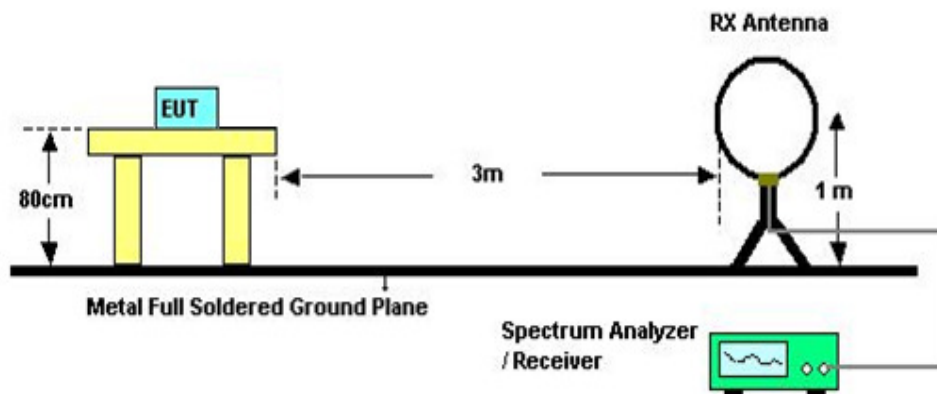 RX Antenna
EUT
3m
80cm
1 m
Metal Full Soldered Ground Plane
Spectrum Analyzer
/ Receiver